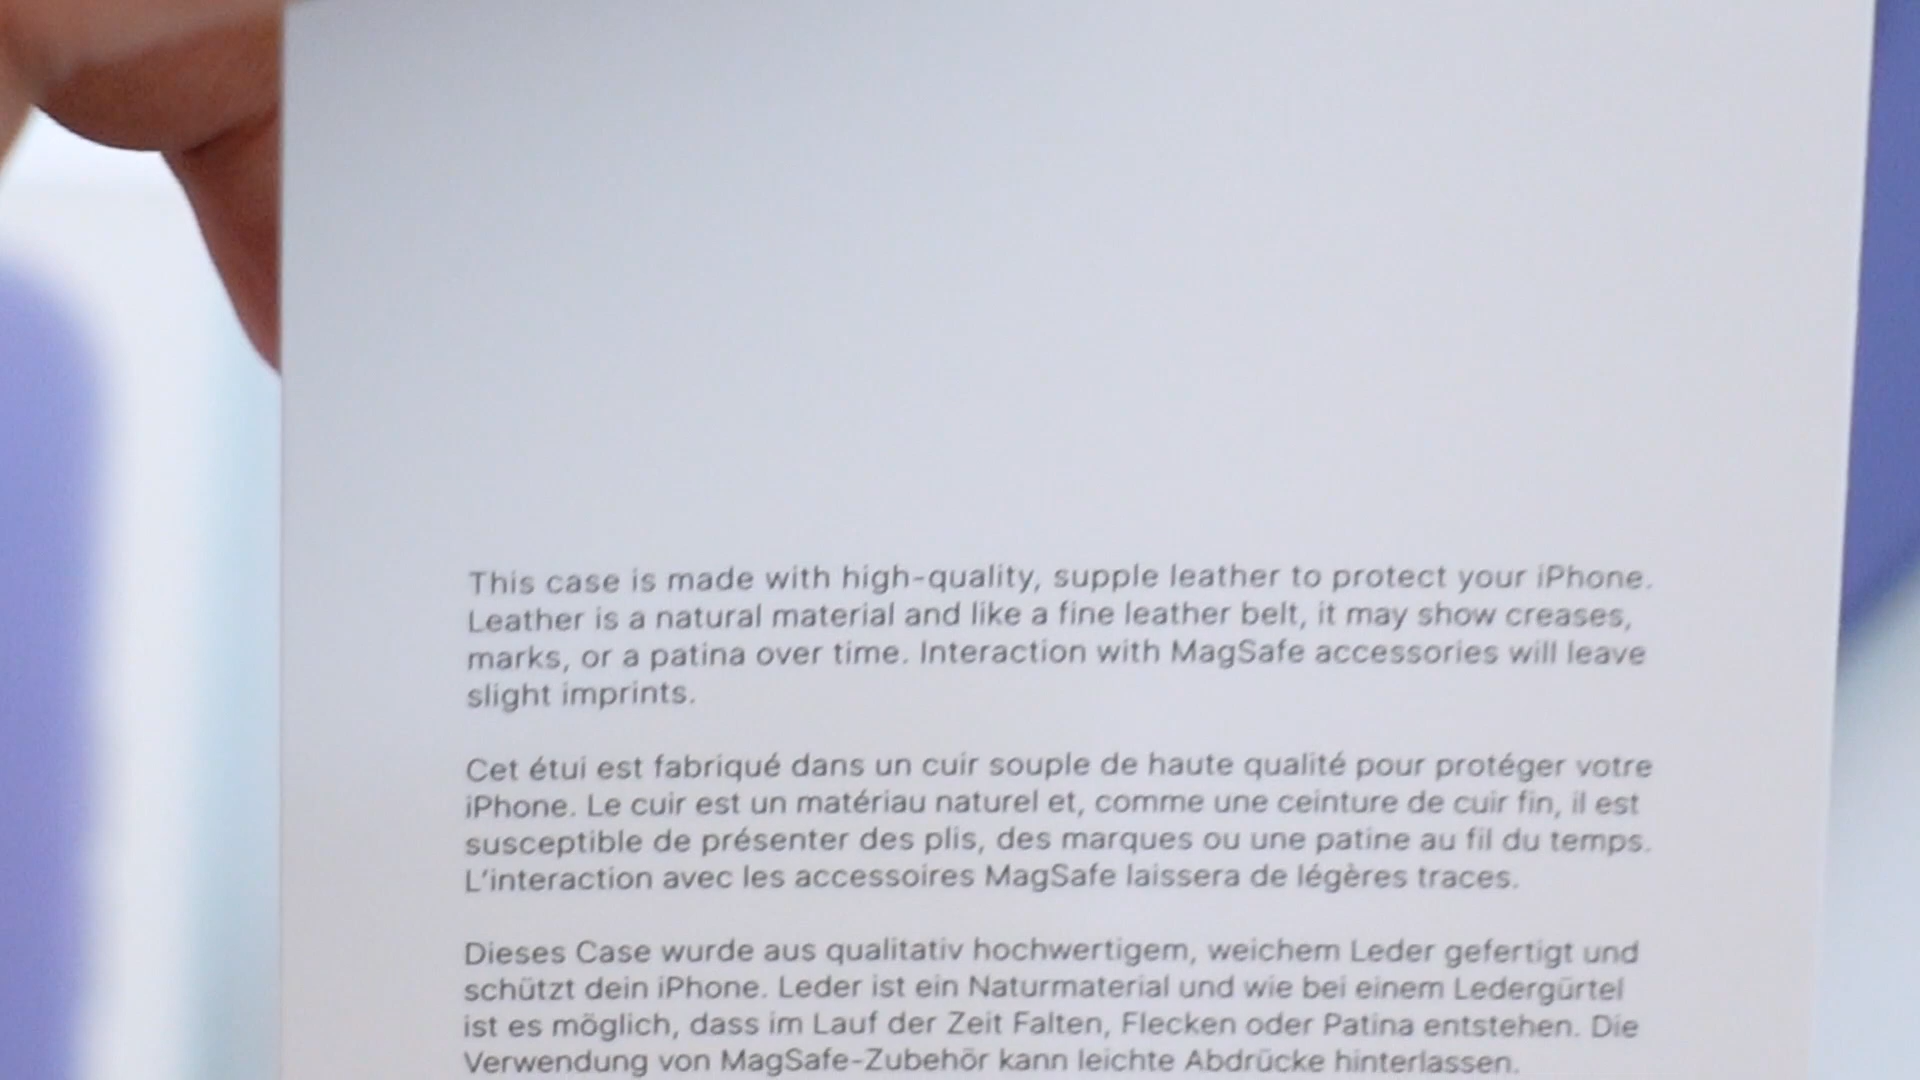 This case is made with high-quality, supple leather to protect your iPhone.
Leather is a natural material and like a fine leather belt, it may show creases,
marks, or a patina over time. Interaction with MagSafe accessories will leave
slight imprints.
Cet étui est fabriqué dans un cuir souple de haute qualité pour protéger votre
iPhone. Le cuir est un matériau naturel et, comme une ceinture de cuir fin, il est
susceptible de présenter des plis, des marques ou une patine au fil du temps.
L’interaction avec les accessoires MagSafe laissera de légères traces.
Dieses Case wurde aus qualitativ hochwertigem, weichem Leder gefertigt und
schützt dein iPhone. Leder ist ein Naturmaterial und wie bei einem Ledergürtel
ist es möglich, dass im Lauf der Zeit Falten, Flecken oder Patina entstehen. Die
Verwendung von MagSafe-Zubehör kann leichte Abdrücke hinterlassen.